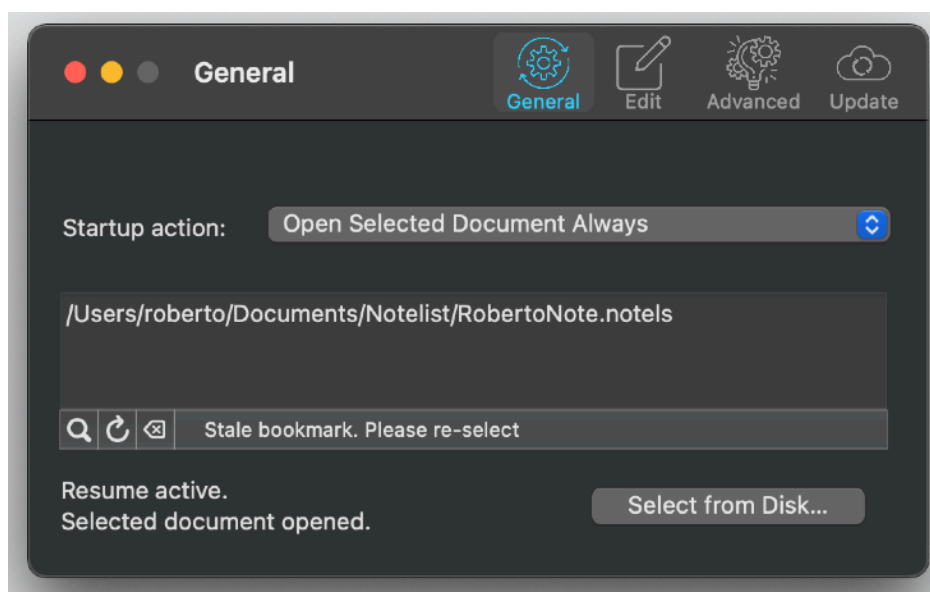 General
General Edit Advanced Update
Startup action: Open Selected Document Always
/Users/roberto/Documents/Notelist/RobertoNote.notels
Stale bookmark. Please re-select
Resume active.
Selected document opened.
Select from Disk...